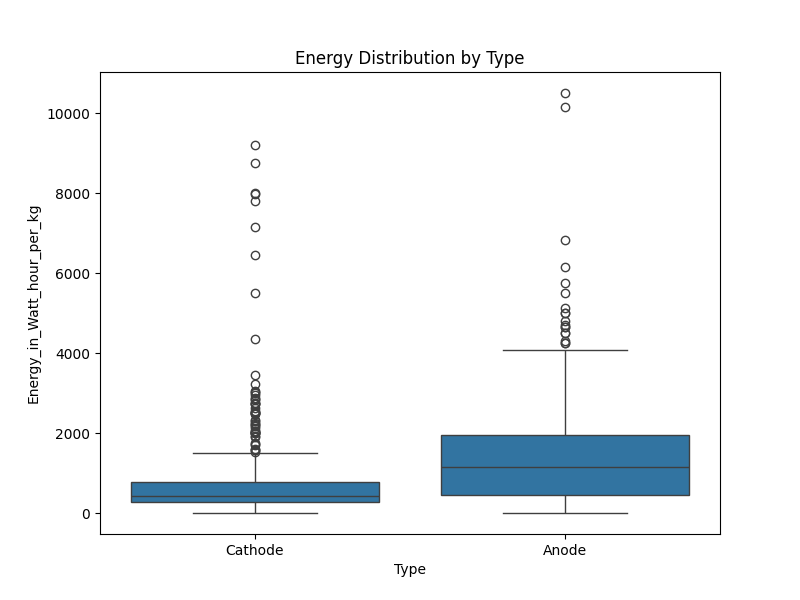 Energy Distribution by Type
Energy_in_Watt_hour_per_kg
10000
8000
6000
4000
2000
0
Cathode
Anode
Type